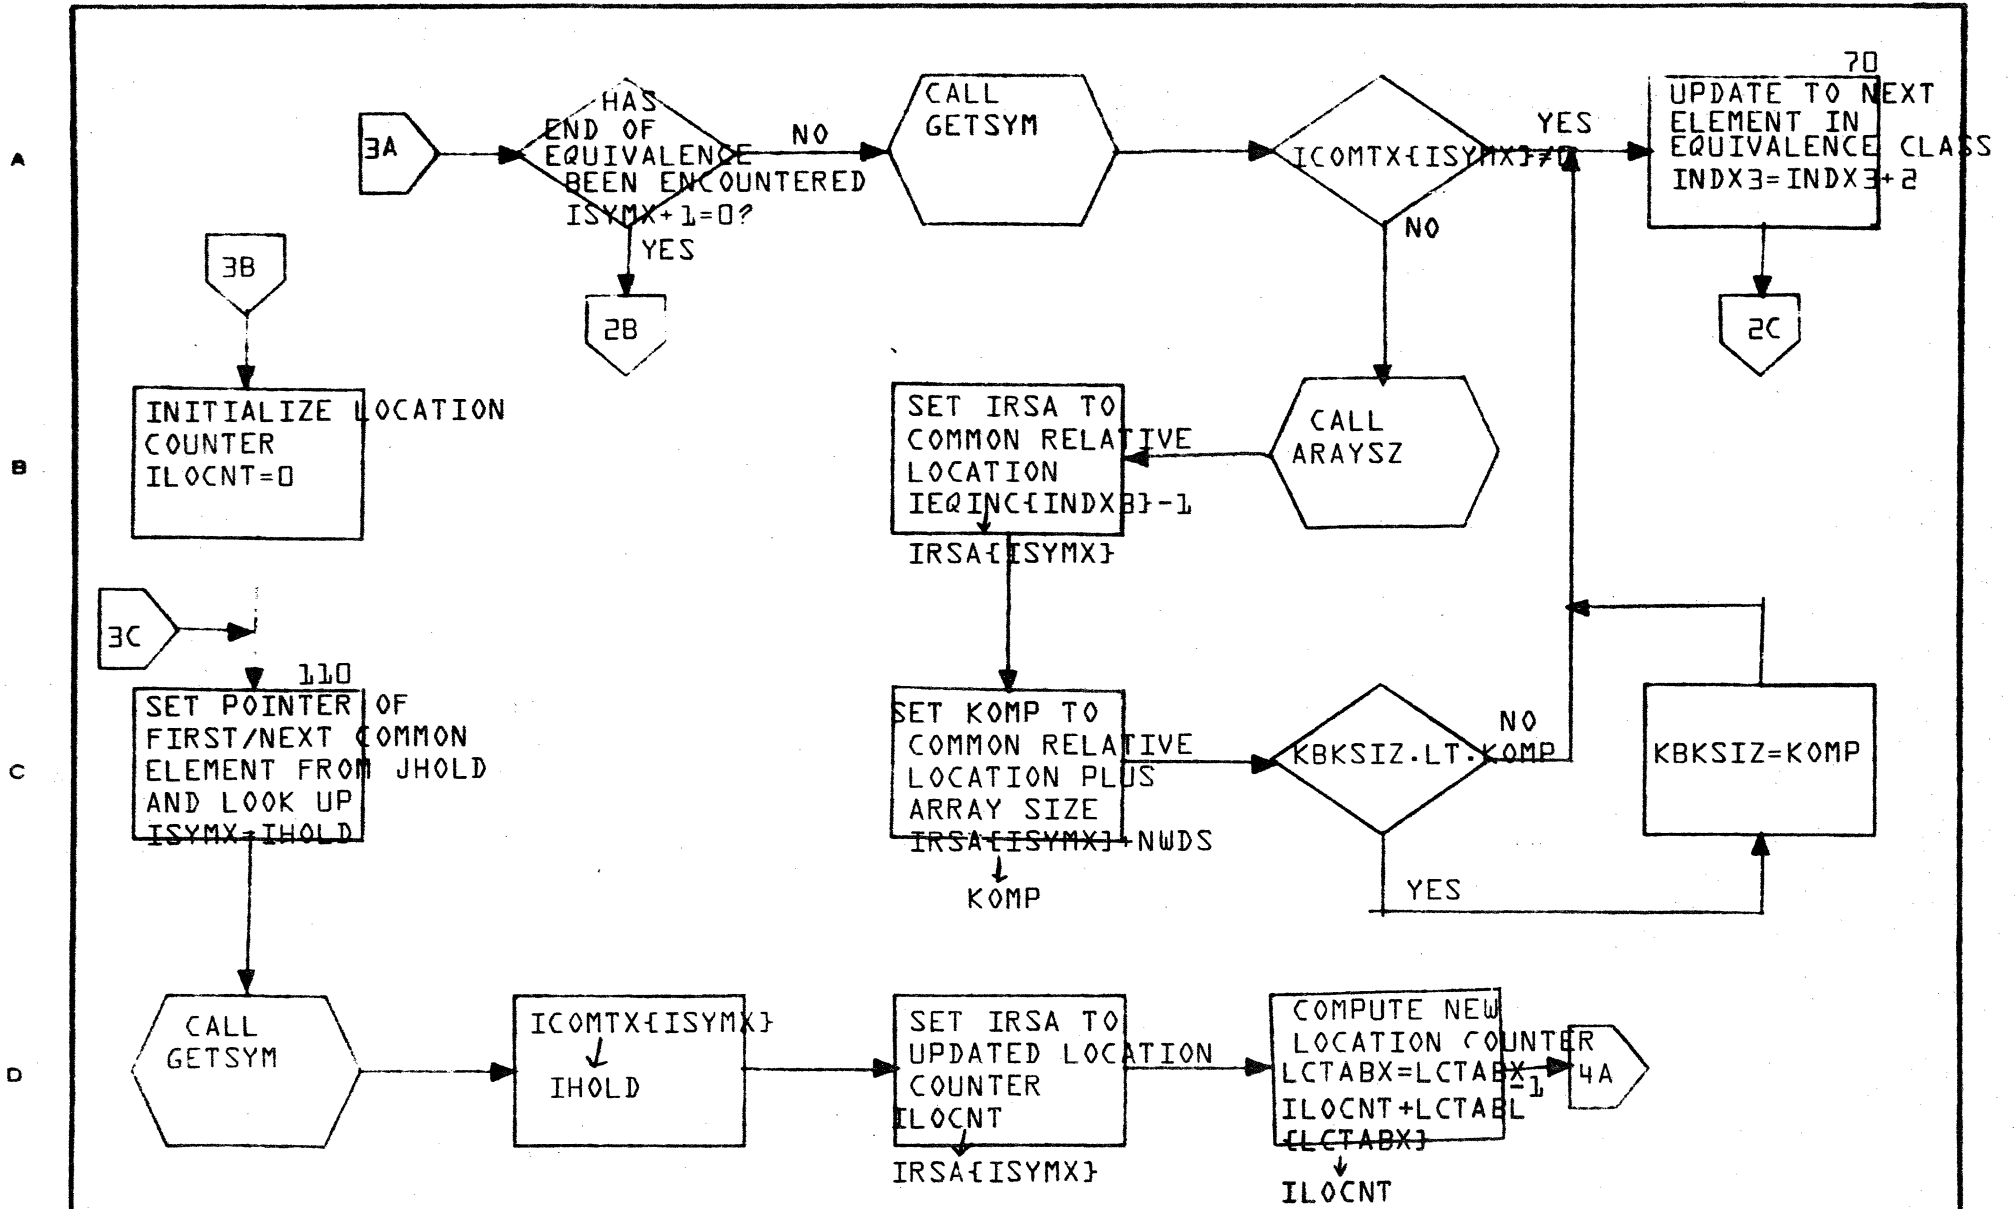 A
3A
HAS
END OF
EQUIVALENCE
BEEN ENCOUNTERED
ISYMX+1=0?
NO
YES
2B
CALL
GETSYM
ICOMTX{ISYMX}≠0
YES
NO
70
UPDATE TO NEXT
ELEMENT IN
EQUIVALENCE CLASS
INDX3=INDX3+2
2C
B
3B
INITIALIZE LOCATION
COUNTER
ILOCNT=0
SET IRSA TO
COMMON RELATIVE
LOCATION
IEQINC{INDX3}-1
↓
IRSA{ISYMX}
CALL
ARAYSZ
C
3C
110
SET POINTER OF
FIRST/NEXT COMMON
ELEMENT FROM JHOLD
AND LOOK UP
ISYMX=IHOLD
SET KOMP TO
COMMON RELATIVE
LOCATION PLUS
ARRAY SIZE
IRSA{ISYMX}+NWDS
↓
KOMP
KBKSIZ.LT.KOMP
NO
YES
KBKSIZ=KOMP
D
CALL
GETSYM
ICOMTX{ISYMX}
↓
IHOLD
SET IRSA TO
UPDATED LOCATION
COUNTER
ILOCNT
↓
IRSA{ISYMX}
COMPUTE NEW
LOCATION COUNTER
LCTABX=LCTABX-1
ILOCNT+LCTABL
{LCTABX}
↓
ILOCNT
4A